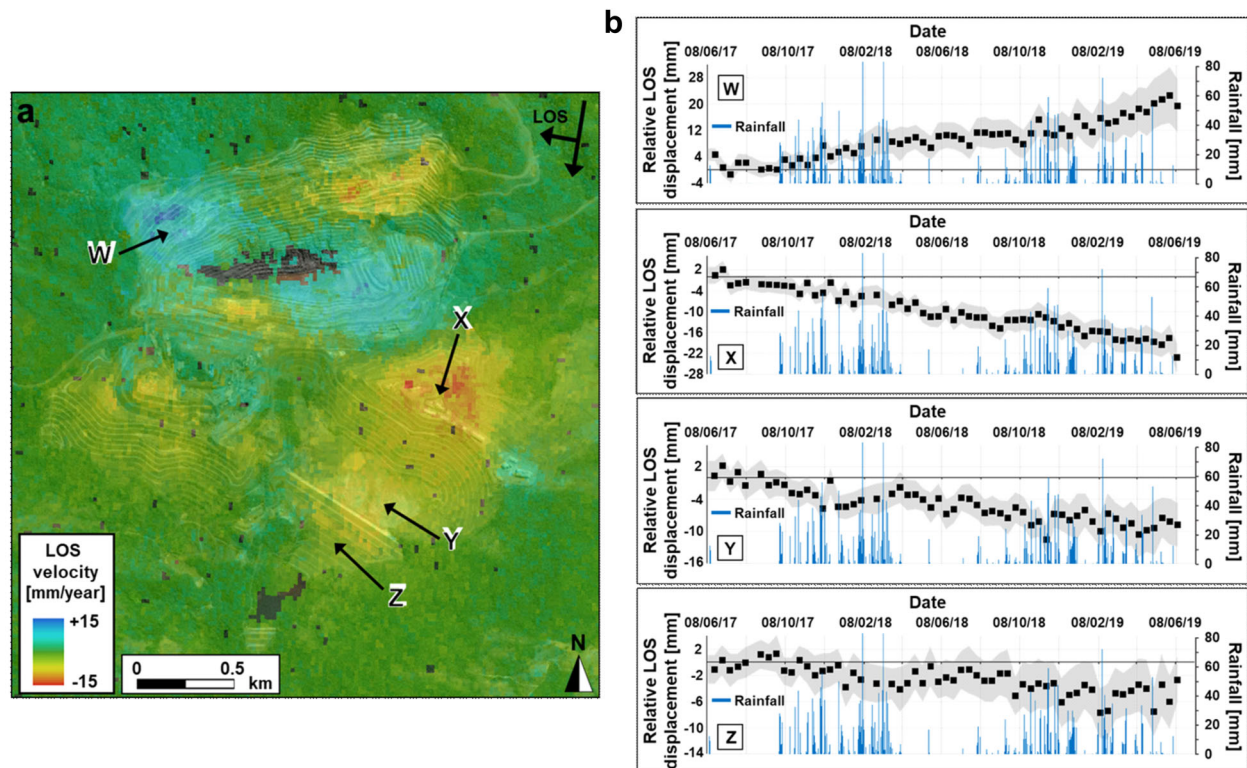 a
LOS
W
X
Y
Z
LOS
velocity
[mm/year]
+15
-15
0 0.5
km
N
b
Date
08/06/17 08/10/17 08/02/18 08/06/18 08/10/18 08/02/19 08/06/19
Relative LOS
displacement [mm]
28
20
12
4
-4
W
Rainfall
80
60
40
20
0
Rainfall [mm]
Date
08/06/17 08/10/17 08/02/18 08/06/18 08/10/18 08/02/19 08/06/19
Relative LOS
displacement [mm]
2
-4
-10
-16
-22
-28
Rainfall
X
80
60
40
20
0
Rainfall [mm]
Date
08/06/17 08/10/17 08/02/18 08/06/18 08/10/18 08/02/19 08/06/19
Relative LOS
displacement [mm]
2
-4
-10
-16
Rainfall
Y
80
60
40
20
0
Rainfall [mm]
Date
08/06/17 08/10/17 08/02/18 08/06/18 08/10/18 08/02/19 08/06/19
Relative LOS
displacement [mm]
2
-2
-6
-10
-14
Rainfall
Z
80
60
40
20
0
Rainfall [mm]